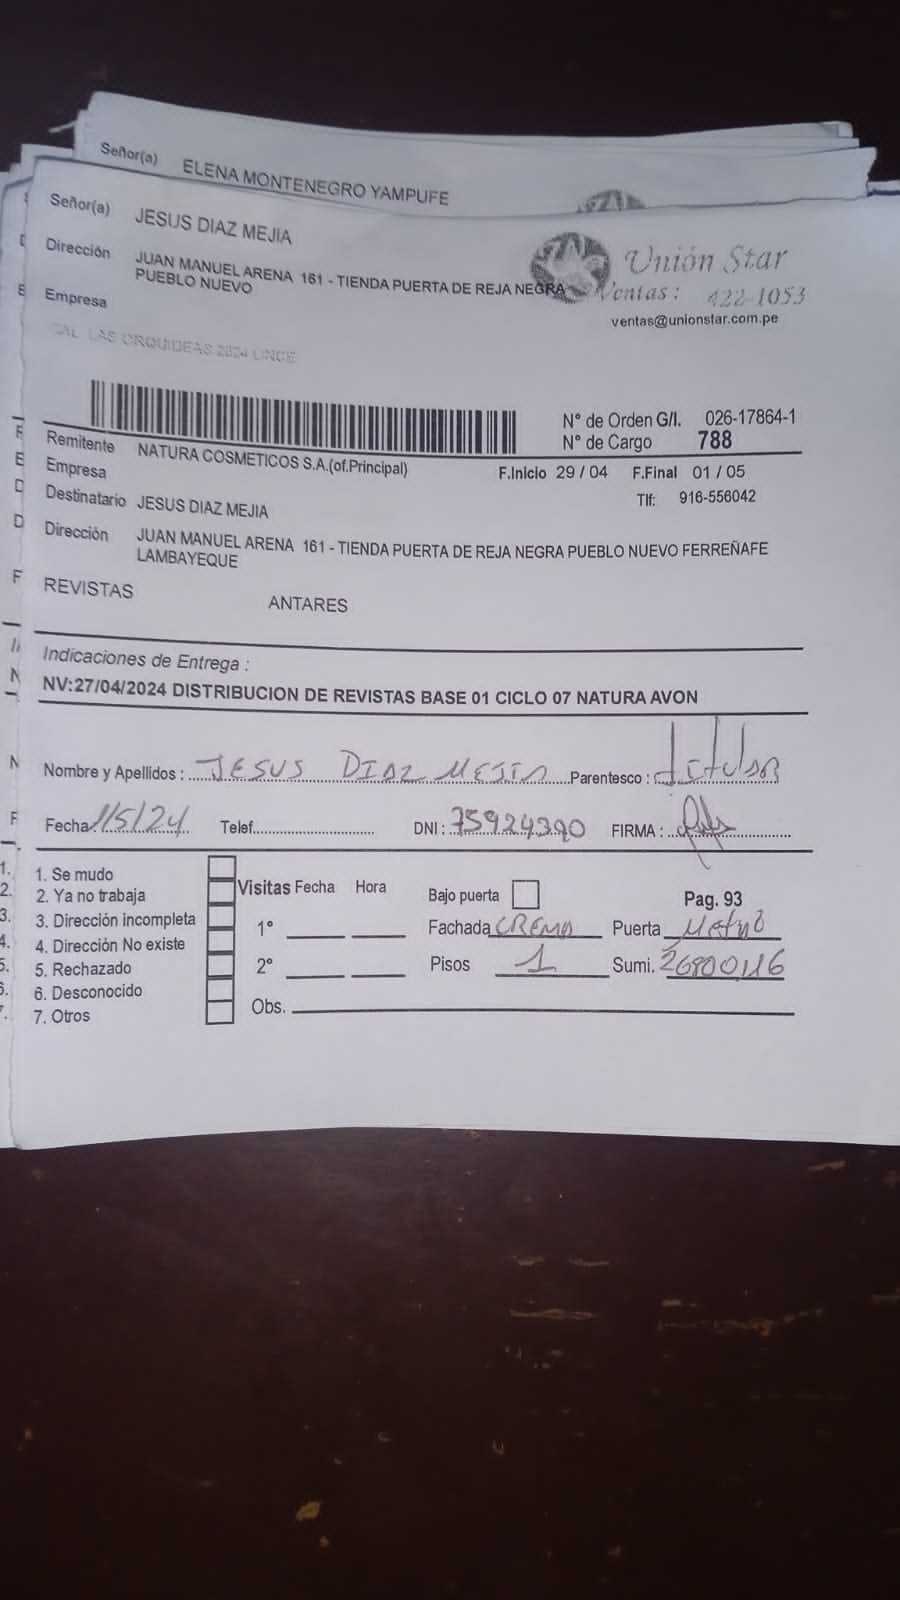 Señor(a) ELENA MONTENEGRO YAMPUFE
Señor(a) JESUS DIAZ MEJIA
Dirección JUAN MANUEL ARENA 161 - TIENDA PUERTA DE REJA NEGRA
PUEBLO NUEVO
Empresa
CAL LAS ORQUIDEAS 2024 LINCE
Unión Star
Ventas: 422-1053
ventas@unionstar.com.pe
N° de Orden G/I. 026-17864-1
N° de Cargo 788
Remitente NATURA COSMETICOS S.A.(of.Principal)
Empresa F.Inicio 29 / 04 F.Final 01 / 05
Tlf: 916-556042
Destinatario JESUS DIAZ MEJIA
Dirección JUAN MANUEL ARENA 161 - TIENDA PUERTA DE REJA NEGRA PUEBLO NUEVO FERREÑAFE
LAMBAYEQUE
REVISTAS ANTARES
Indicaciones de Entrega :
NV:27/04/2024 DISTRIBUCION DE REVISTAS BASE 01 CICLO 07 NATURA AVON
Nombre y Apellidos : JESUS DIAZ MEJIA Parentesco : titular
Fecha 1/5/24 Telef. DNI : 75924390 FIRMA :
1. Se mudo
2. Ya no trabaja
3. Dirección incompleta
4. Dirección No existe
5. Rechazado
6. Desconocido
7. Otros
Visitas Fecha Hora
1°
2°
Obs.
Bajo puerta Pag. 93
Fachada CREMA Puerta Metal
Pisos 1 Sumi. 26800116